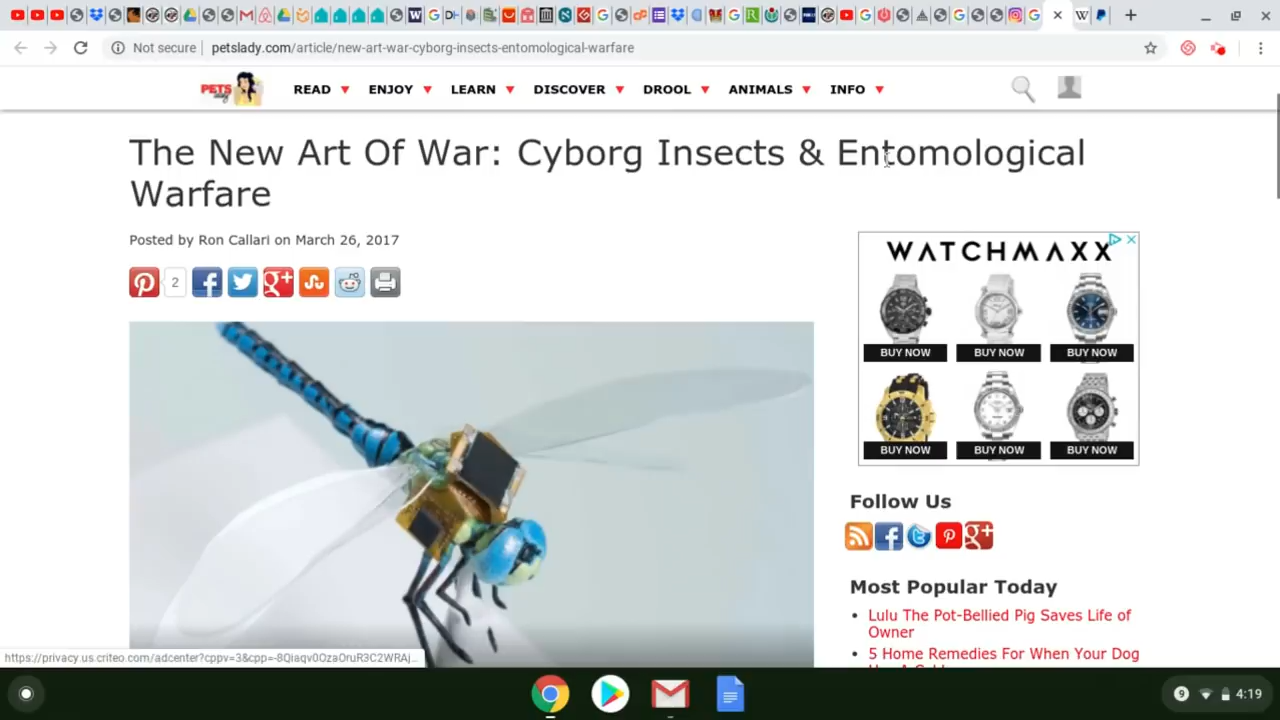 Not secure
petslady.com/article/new-art-war-cyborg-insects-entomological-warfare
PETS lady
READ ENJOY LEARN DISCOVER DROOL ANIMALS INFO
The New Art Of War: Cyborg Insects & Entomological
Warfare
Posted by Ron Callari on March 26, 2017
2
WATCHMAXX
BUY NOW BUY NOW BUY NOW
BUY NOW BUY NOW BUY NOW
Follow Us
Most Popular Today
Lulu The Pot-Bellied Pig Saves Life of
Owner
5 Home Remedies For When Your Dog
https://privacy.us.criteo.com/adcenter?cppv=3&cpp=-8Qiaqv0OzaOruR3C2WRAj...
9 4:19